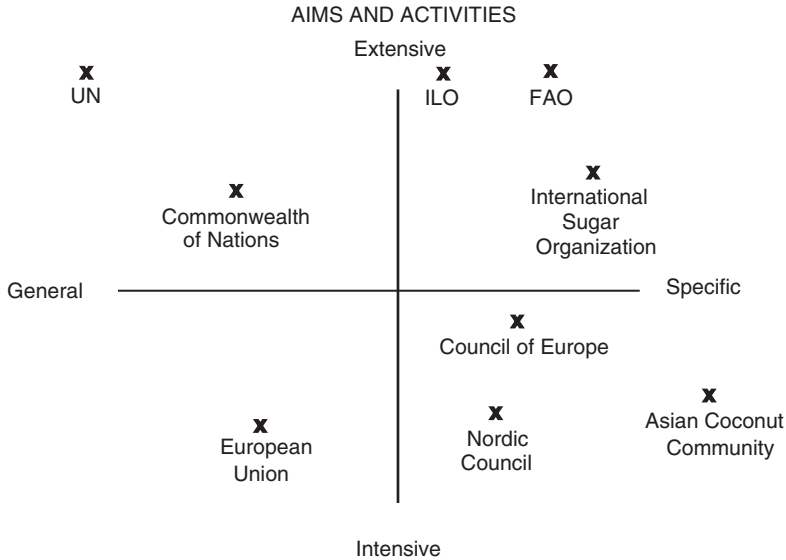 AIMS AND ACTIVITIES
Extensive
x
UN
x
ILO
x
FAO
x
Commonwealth
of Nations
x
International
Sugar
Organization
General
Specific
x
Council of Europe
x
European
Union
x
Nordic
Council
x
Asian Coconut
Community
Intensive